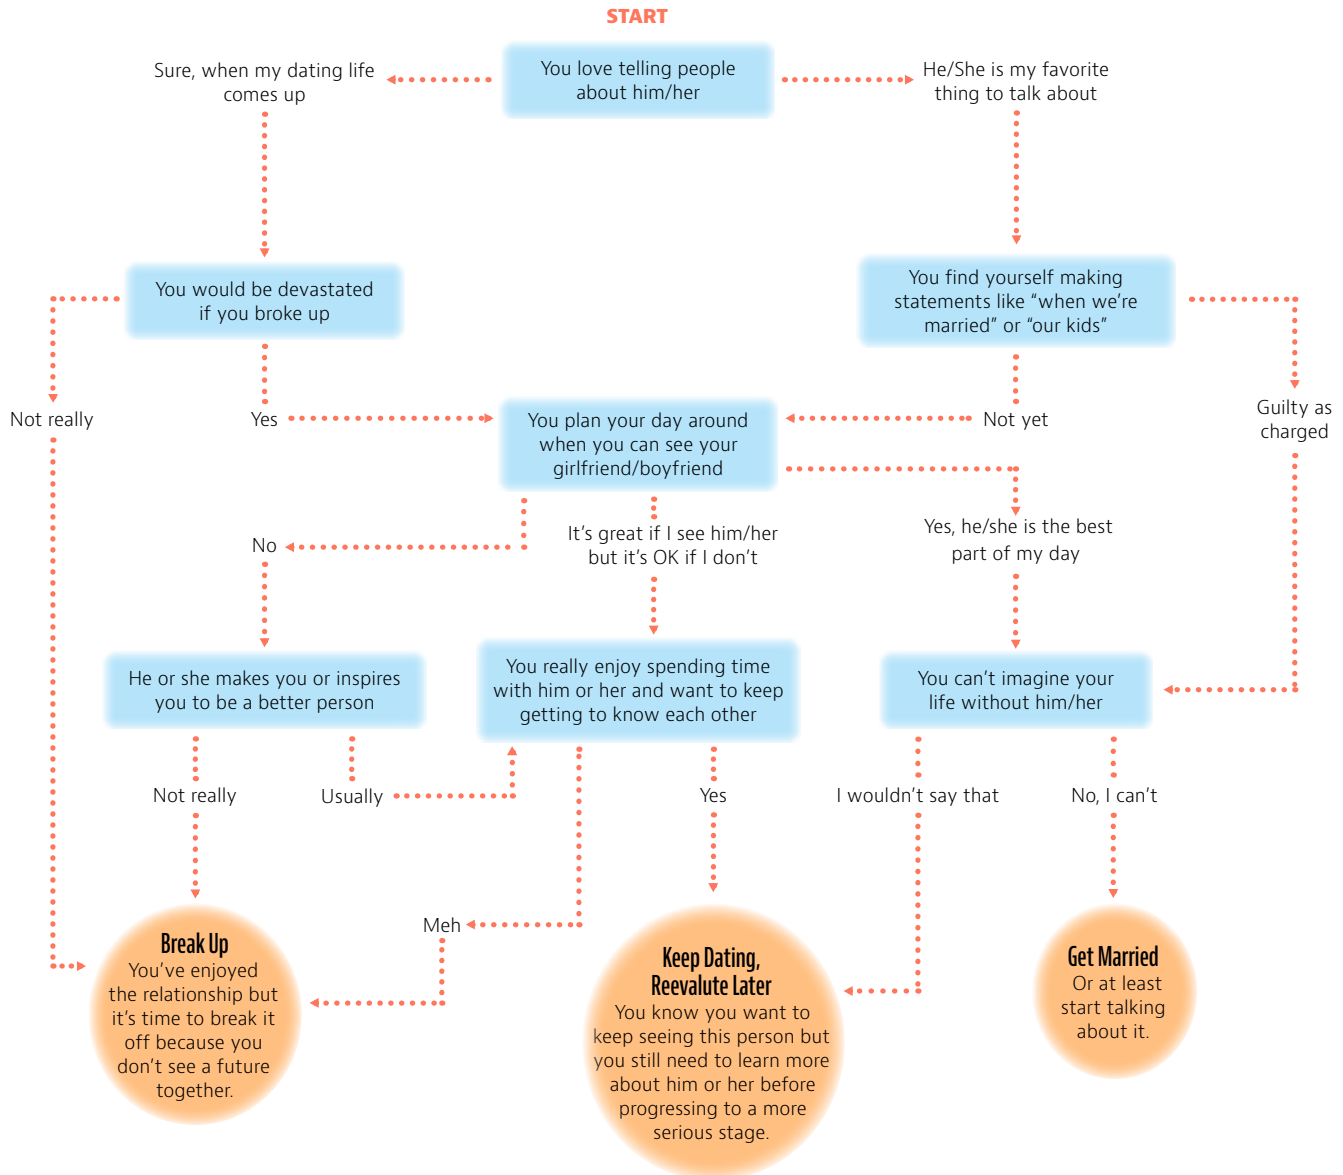 START
You love telling people
about him/her
Sure, when my dating life
comes up
He/She is my favorite
thing to talk about
You would be devastated
if you broke up
You find yourself making
statements like “when we’re
married” or “our kids”
Not really
Yes
You plan your day around
when you can see your
girlfriend/boyfriend
Not yet
Guilty as
charged
No
It’s great if I see him/her
but it’s OK if I don’t
Yes, he/she is the best
part of my day
He or she makes you or inspires
you to be a better person
You really enjoy spending time
with him or her and want to keep
getting to know each other
You can’t imagine your
life without him/her
Not really
Usually
Yes
I wouldn’t say that
No, I can’t
Meh
Break Up
You’ve enjoyed
the relationship but
it’s time to break it
off because you
don’t see a future
together.
Keep Dating,
Reevalute Later
You know you want to
keep seeing this person but
you still need to learn more
about him or her before
progressing to a more
serious stage.
Get Married
Or at least
start talking
about it.